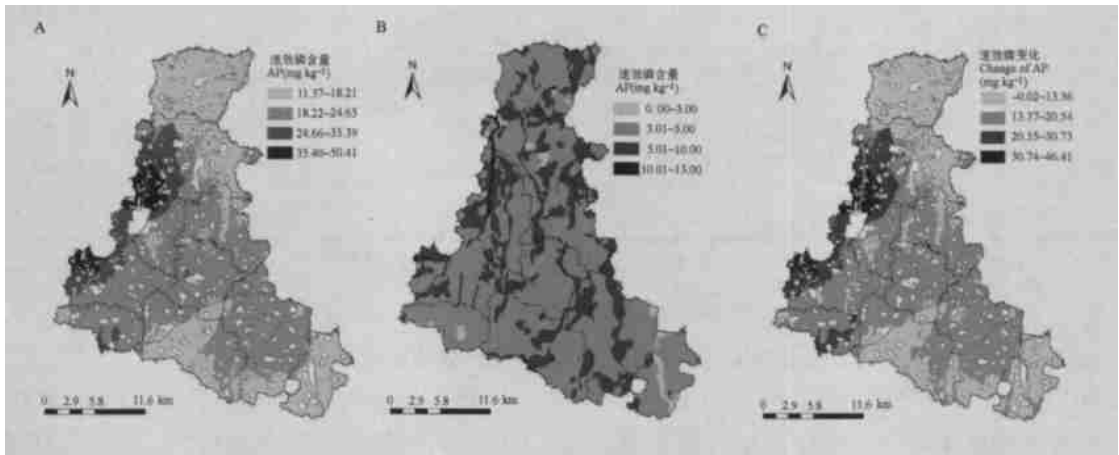 A
N
速效磷含量
AP(mg kg⁻¹)
11.37~18.21
18.22~24.65
24.66~35.39
35.40~50.41
0 2.9 5.8 11.6 km
B
N
速效磷含量
AP(mg kg⁻¹)
0.00~3.00
3.01~5.00
5.01~10.00
10.01~15.00
0 2.9 5.8 11.6 km
C
N
速效磷变化
Change of AP
(mg kg⁻¹)
-0.02~13.36
13.37~20.54
20.55~30.73
30.74~46.41
0 2.9 5.8 11.6 km